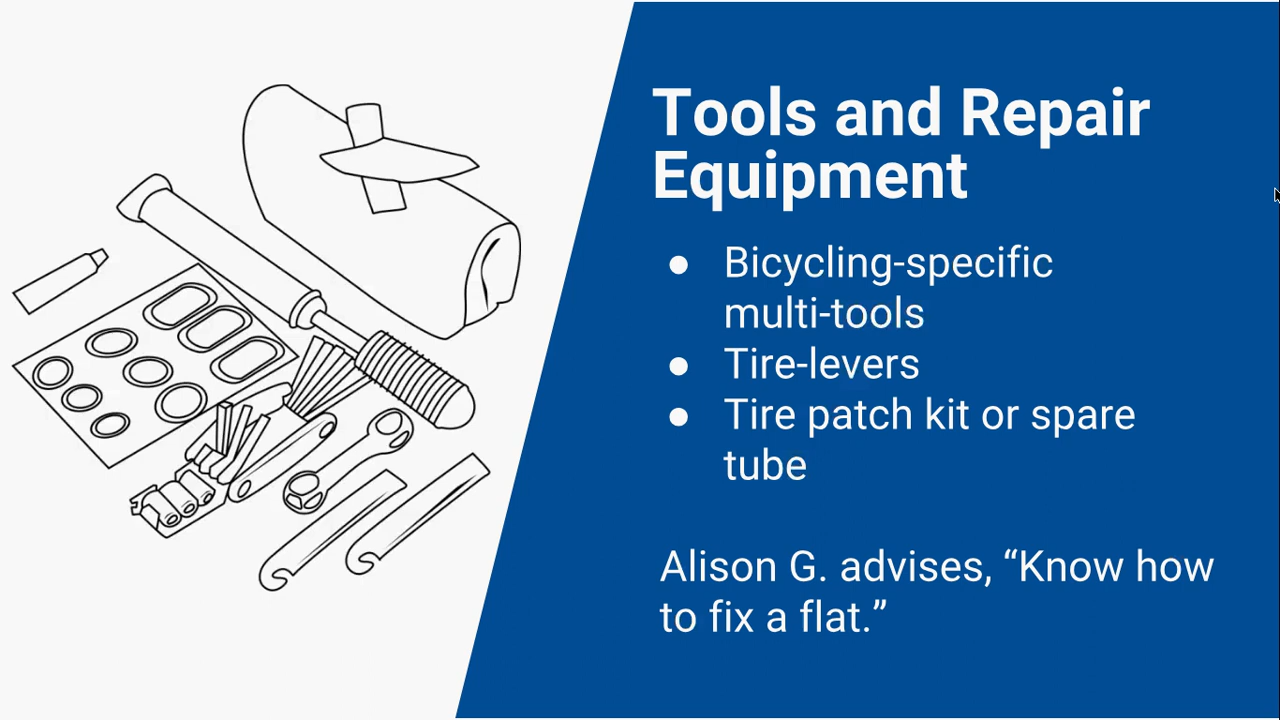 Tools and Repair
Equipment
● Bicycling-specific
multi-tools
● Tire-levers
● Tire patch kit or spare
tube
Alison G. advises, “Know how
to fix a flat.”